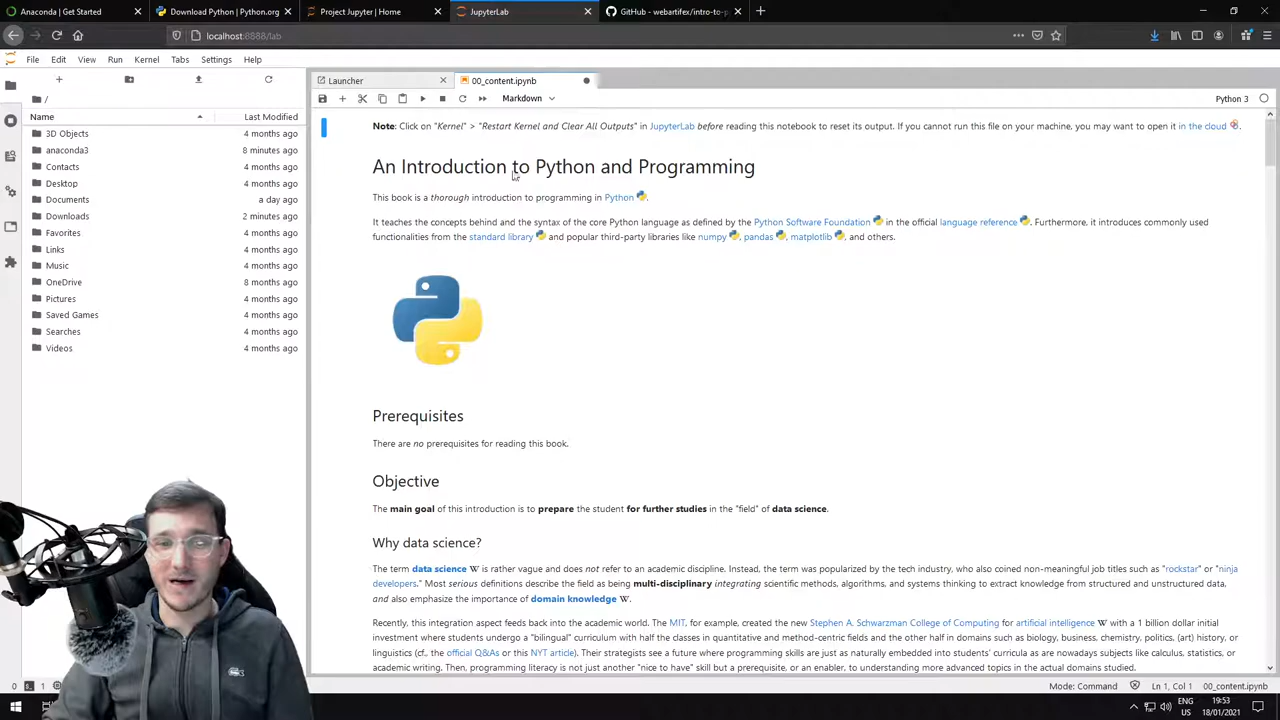 Anaconda | Get Started
Download Python | Python.org
Project Jupyter | Home
JupyterLab
GitHub - webartifex/intro-to-p
localhost:8888/lab
File Edit View Run Kernel Tabs Settings Help
Launcher
00_content.ipynb
Markdown
Python 3
/
Name Last Modified
3D Objects 4 months ago
anaconda3 8 minutes ago
Contacts 4 months ago
Desktop 4 months ago
Documents a day ago
Downloads 2 minutes ago
Favorites 4 months ago
Links 4 months ago
Music 4 months ago
OneDrive 8 months ago
Pictures 4 months ago
Saved Games 4 months ago
Searches 4 months ago
Videos 4 months ago
Note: Click on "Kernel" > "Restart Kernel and Clear All Outputs" in JupyterLab before reading this notebook to reset its output. If you cannot run this file on your machine, you may want to open it in the cloud .
An Introduction to Python and Programming
This book is a thorough introduction to programming in Python .
It teaches the concepts behind and the syntax of the core Python language as defined by the Python Software Foundation in the official language reference . Furthermore, it introduces commonly used
functionalities from the standard library and popular third-party libraries like numpy , pandas , matplotlib , and others.
Prerequisites
There are no prerequisites for reading this book.
Objective
The main goal of this introduction is to prepare the student for further studies in the "field" of data science.
Why data science?
The term data science W is rather vague and does not refer to an academic discipline. Instead, the term was popularized by the tech industry, who also coined non-meaningful job titles such as "rockstar" or "ninja
developers." Most serious definitions describe the field as being multi-disciplinary integrating scientific methods, algorithms, and systems thinking to extract knowledge from structured and unstructured data,
and also emphasize the importance of domain knowledge W.
Recently, this integration aspect feeds back into the academic world. The MIT, for example, created the new Stephen A. Schwarzman College of Computing for artificial intelligence W with a 1 billion dollar initial
investment where students undergo a "bilingual" curriculum with half the classes in quantitative and method-centric fields and the other half in domains such as biology, business, chemistry, politics, (art) history, or
linguistics (cf., the official Q&As or this NYT article). Their strategists see a future where programming skills are just as naturally embedded into students' curricula as are nowadays subjects like calculus, statistics, or
academic writing. Then, programming literacy is not just another "nice to have" skill but a prerequisite, or an enabler, to understanding more advanced topics in the actual domains studied.
0 1
Mode: Command Ln 1, Col 1 00_content.ipynb
EN
US
19:53
18/01/2021